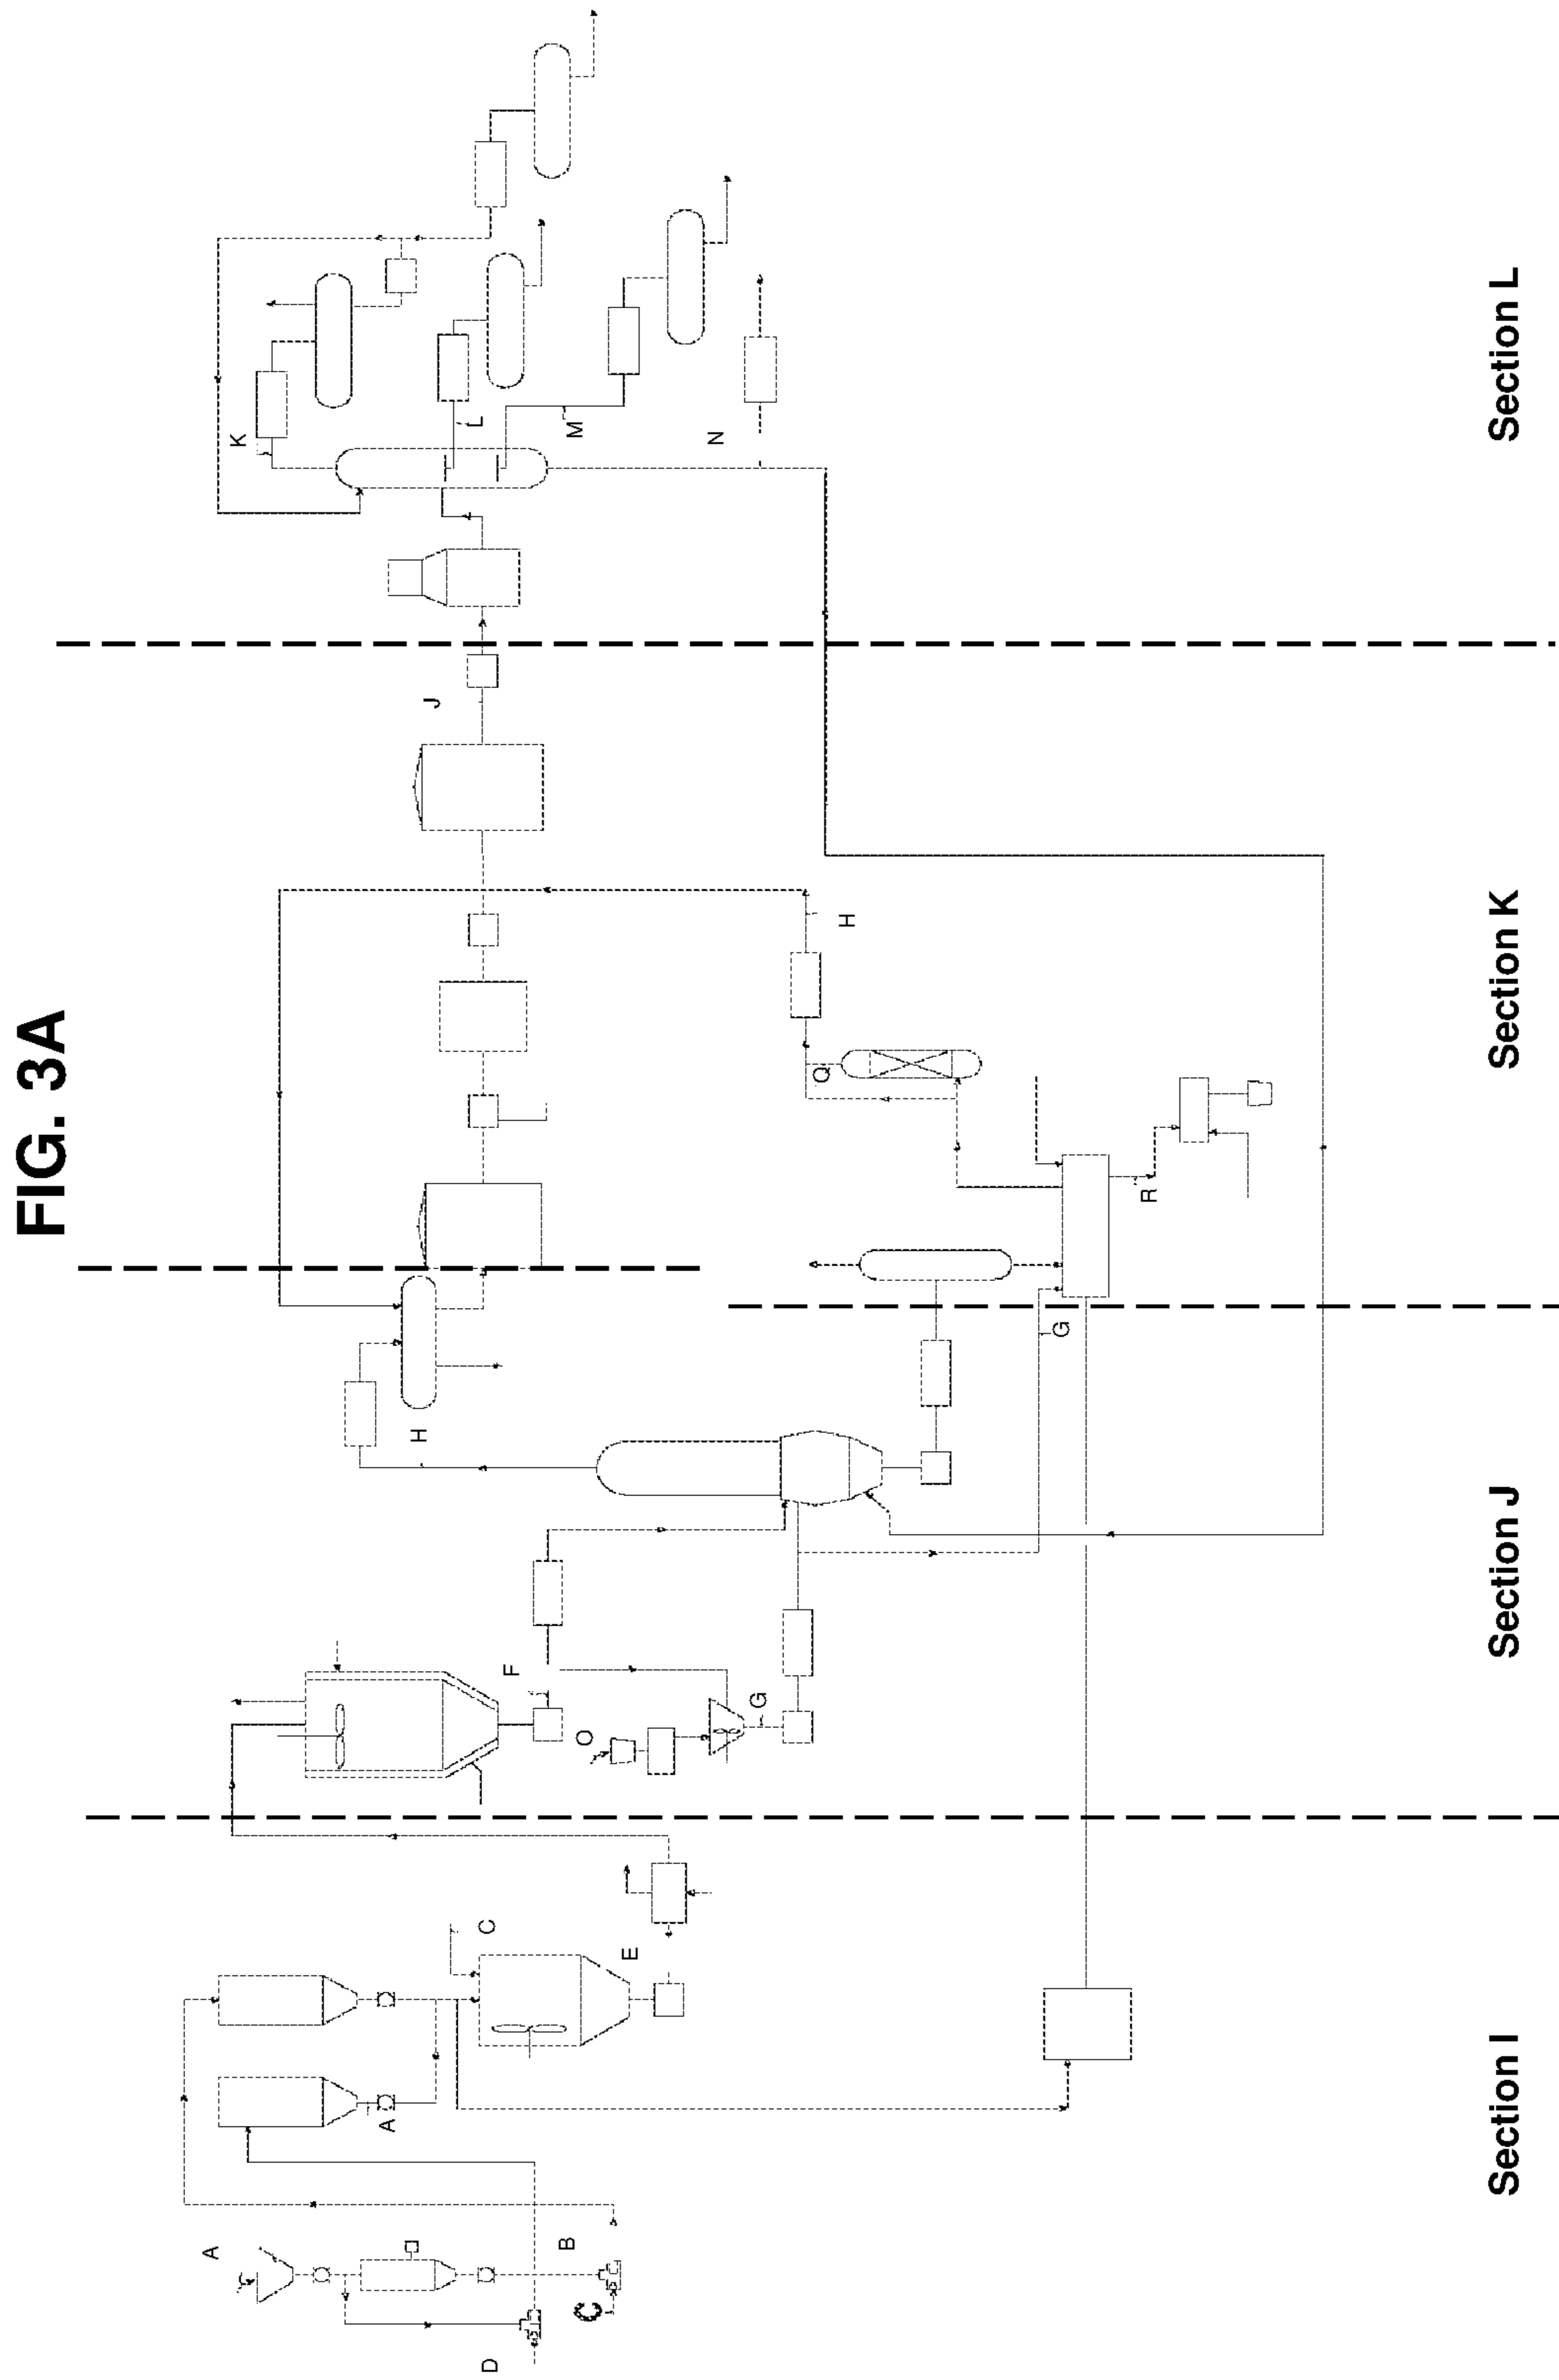 FIG. 3A
A
B
C
D
A
C
E
F
O
G
H
G
J
H
Q
R
K
L
M
N
Section I
Section J
Section K
Section L